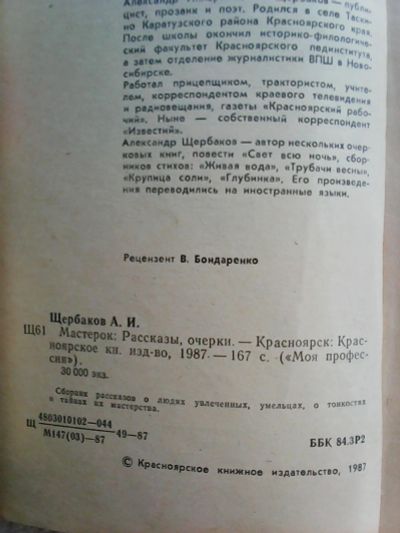 Александр
цист, прозаик и поэт. Родился в селе Таски-
но Каратузского района Красноярского края.
После школы окончил историко-филологиче-
ский факультет Красноярского пединститута,
а затем отделение журналистики ВПШ в Ново-
сибирске.
Работал прицепщиком, трактористом, учите-
лем, корреспондентом краевого телевидения
и радиовещания, газеты «Красноярский рабо-
чий». Ныне — собственный корреспондент
«Известий».
Александр Щербаков — автор нескольких очер-
ковых книг, повести «Свет всю ночь», сбор-
ников стихов: «Живая вода», «Трубачи весны»,
«Крупица соли», «Глубинка». Его произведе-
ния переводились на иностранные языки.
Рецензент В. Бондаренко
Щербаков А. И.
Щ61 Мастерок: Рассказы, очерки. — Красноярск: Крас-
ноярское кн. изд-во, 1987. — 167 с. («Моя профес-
сия»).
30 000 экз.
Сборник рассказов о людях увлеченных, умельцах, о тонкостях
и тайнах их мастерства.
Щ 4803010102—044
М147(03)—87 49—87
ББК 84.3Р2
© Красноярское книжное издательство, 1987